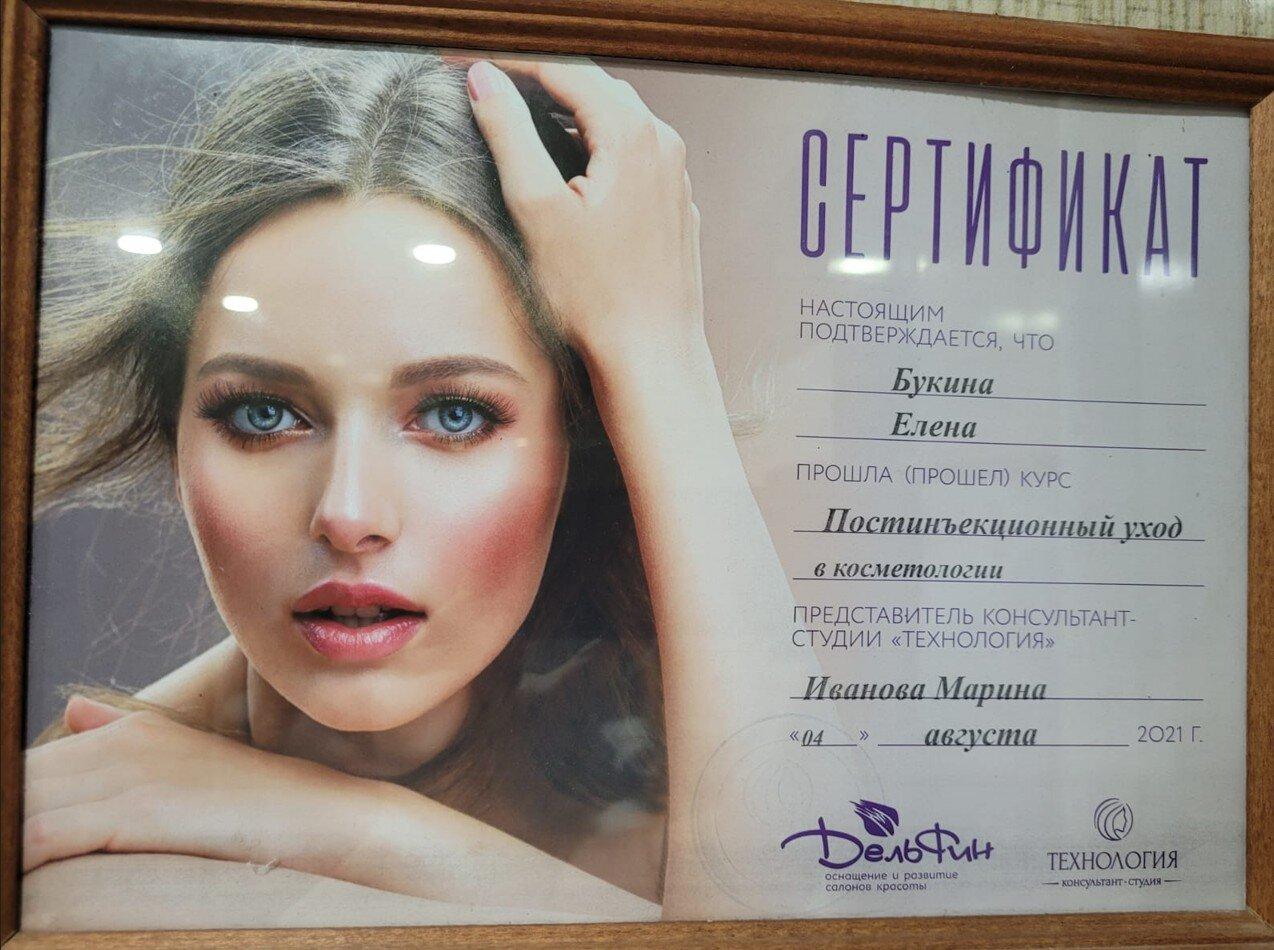 СЕРТИФИКАТ
НАСТОЯЩИМ
ПОДТВЕРЖДАЕТСЯ, ЧТО
Букина
Елена
ПРОШЛА (ПРОШЕЛ) КУРС
Постинъекционный уход
в косметологии
ПРЕДСТАВИТЕЛЬ КОНСУЛЬТАНТ-
СТУДИИ «ТЕХНОЛОГИЯ»
Иванова Марина
«04» августа 2021 Г.
ДельФин
оснащение и развитие
салонов красоты
ТЕХНОЛОГИЯ
консультант-студия